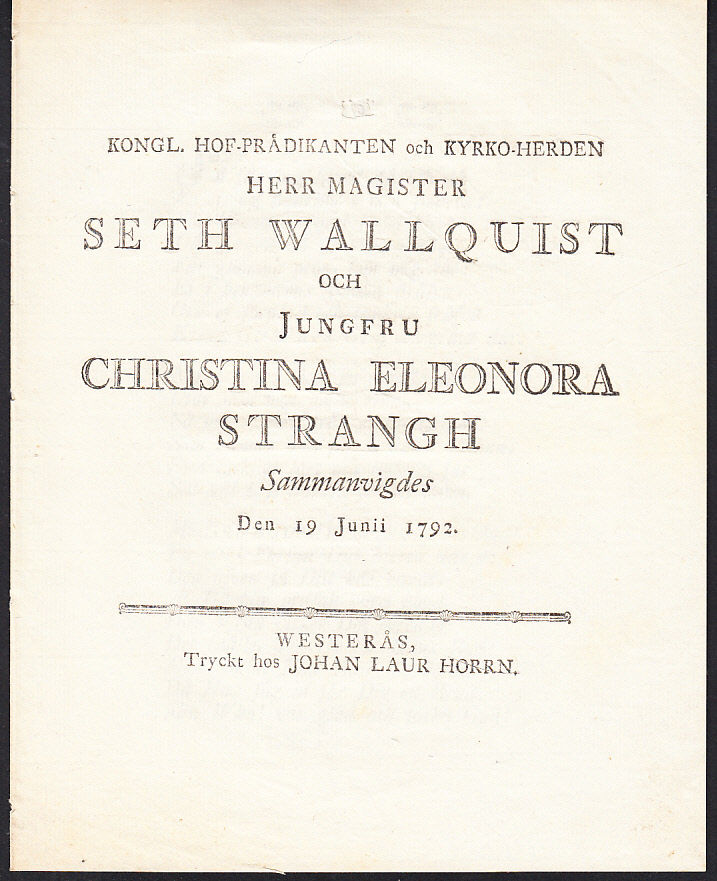 KONGL. HOF-PRÅDIKANTEN och KYRKO-HERDEN
HERR MAGISTER
SETH WALLQUIST
OCH
JUNGFRU
CHRISTINA ELEONORA
STRANGH
Sammanvigdes
Den 19 Junii 1792.
WESTERÅS,
Tryckt hos JOHAN LAUR HORRN.